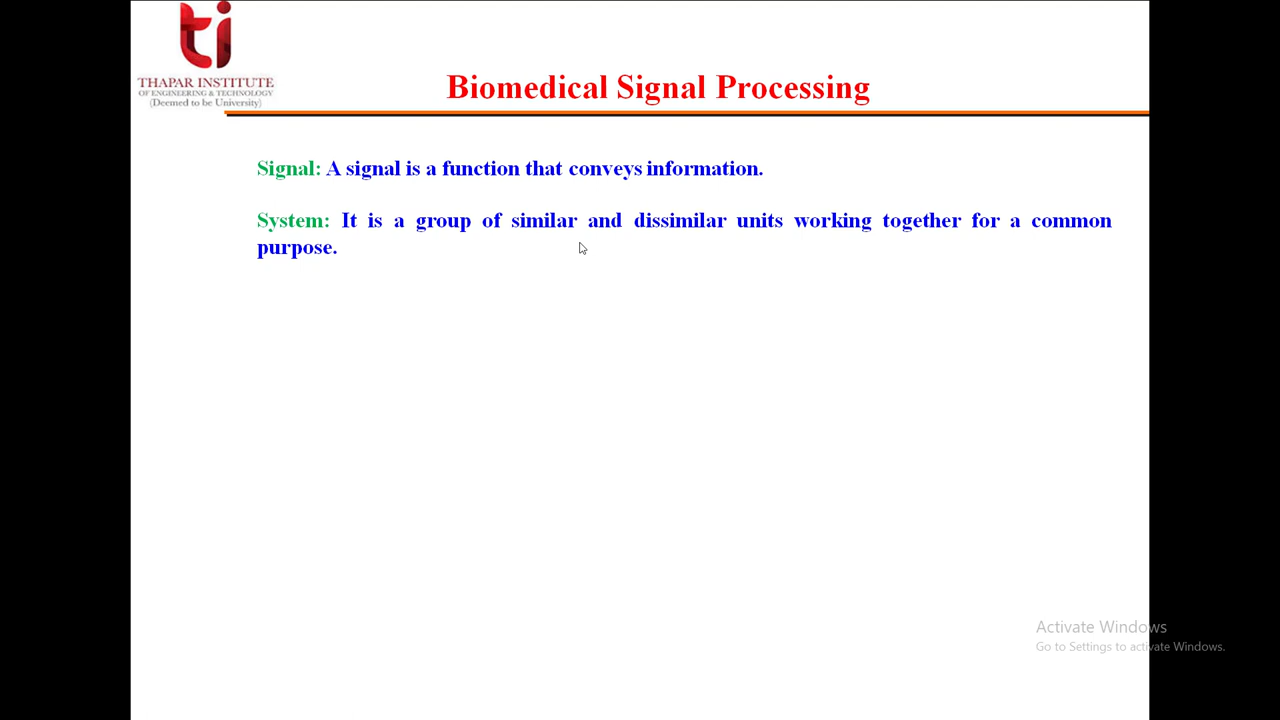 ti
THAPAR INSTITUTE
OF ENGINEERING & TECHNOLOGY
(Deemed to be University)
Biomedical Signal Processing
Signal: A signal is a function that conveys information.
System: It is a group of similar and dissimilar units working together for a common
purpose.
Activate Windows
Go to Settings to activate Windows.